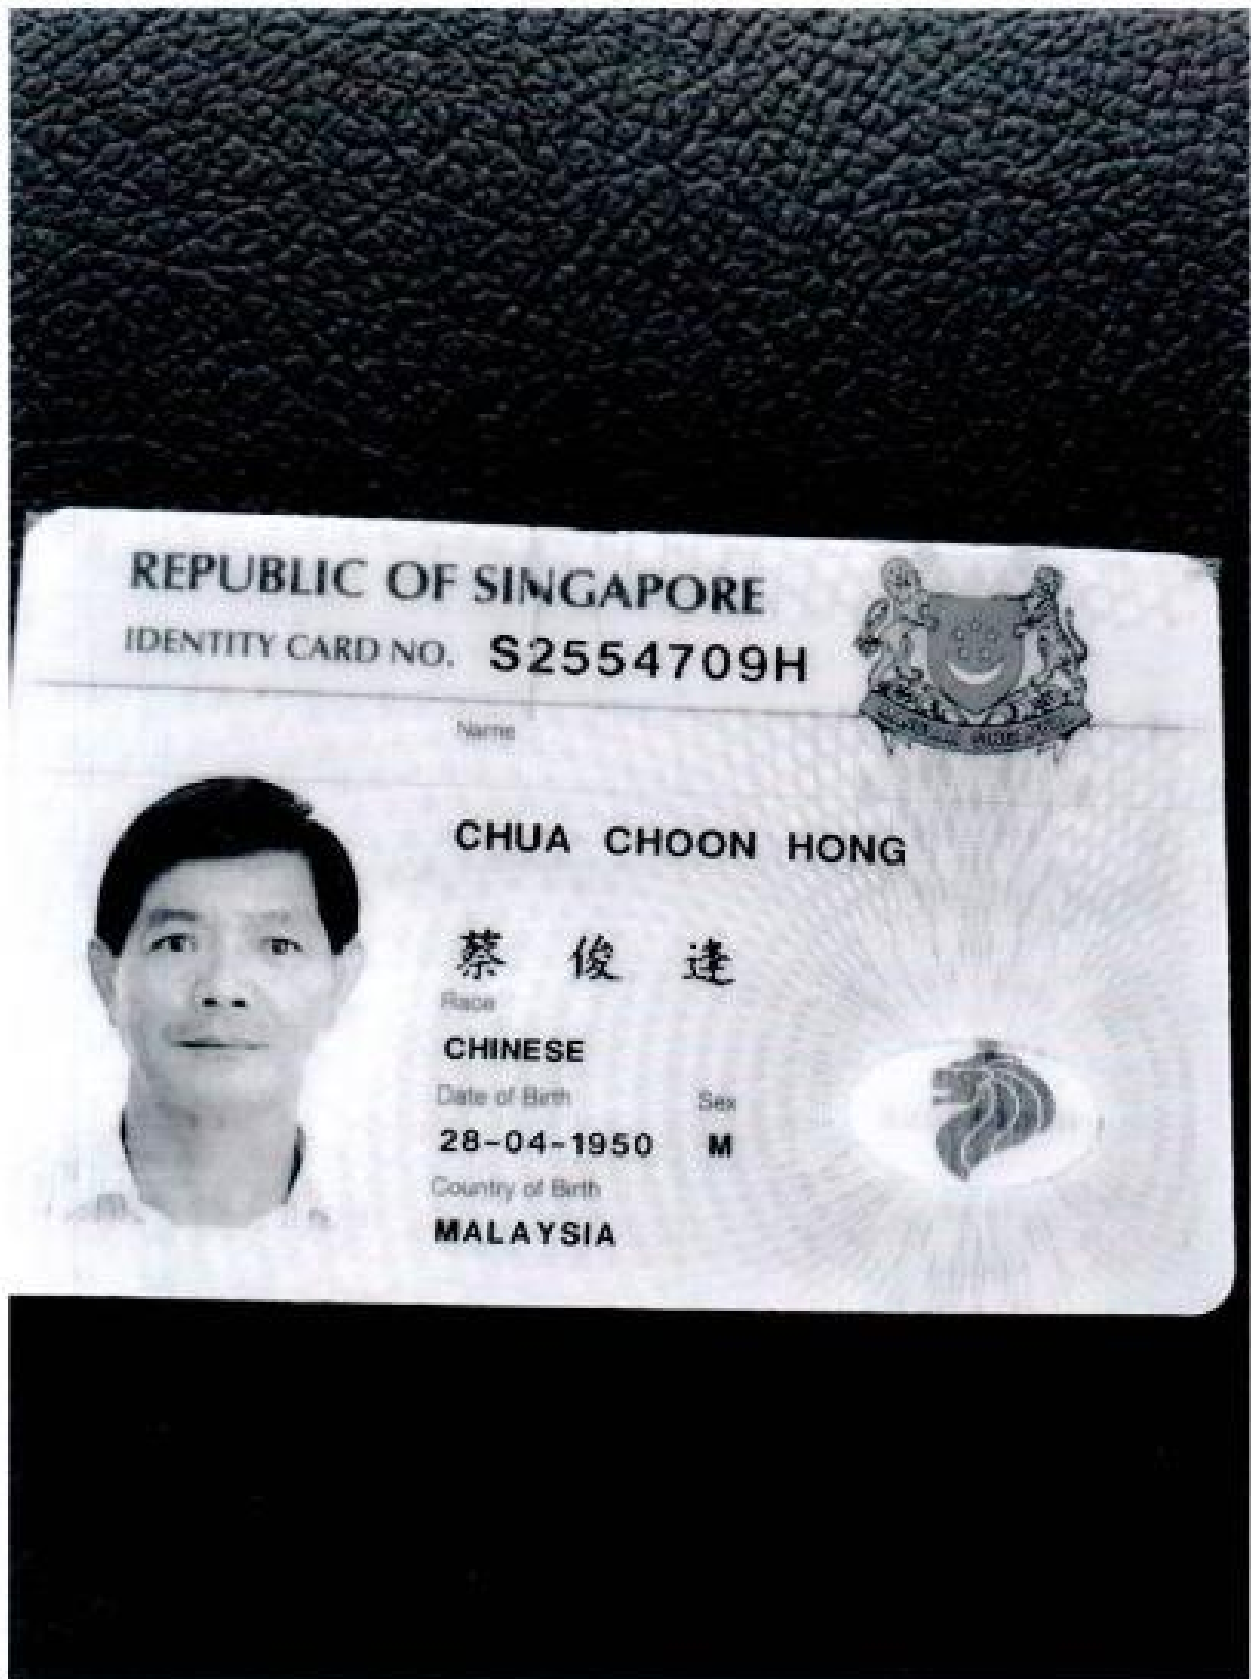 REPUBLIC OF SINGAPORE
IDENTITY CARD NO. S2554709H
Name
CHUA CHOON HONG
蔡 俊 逢
Race
CHINESE
Date of Birth Sex
28-04-1950 M
Country of Birth
MALAYSIA